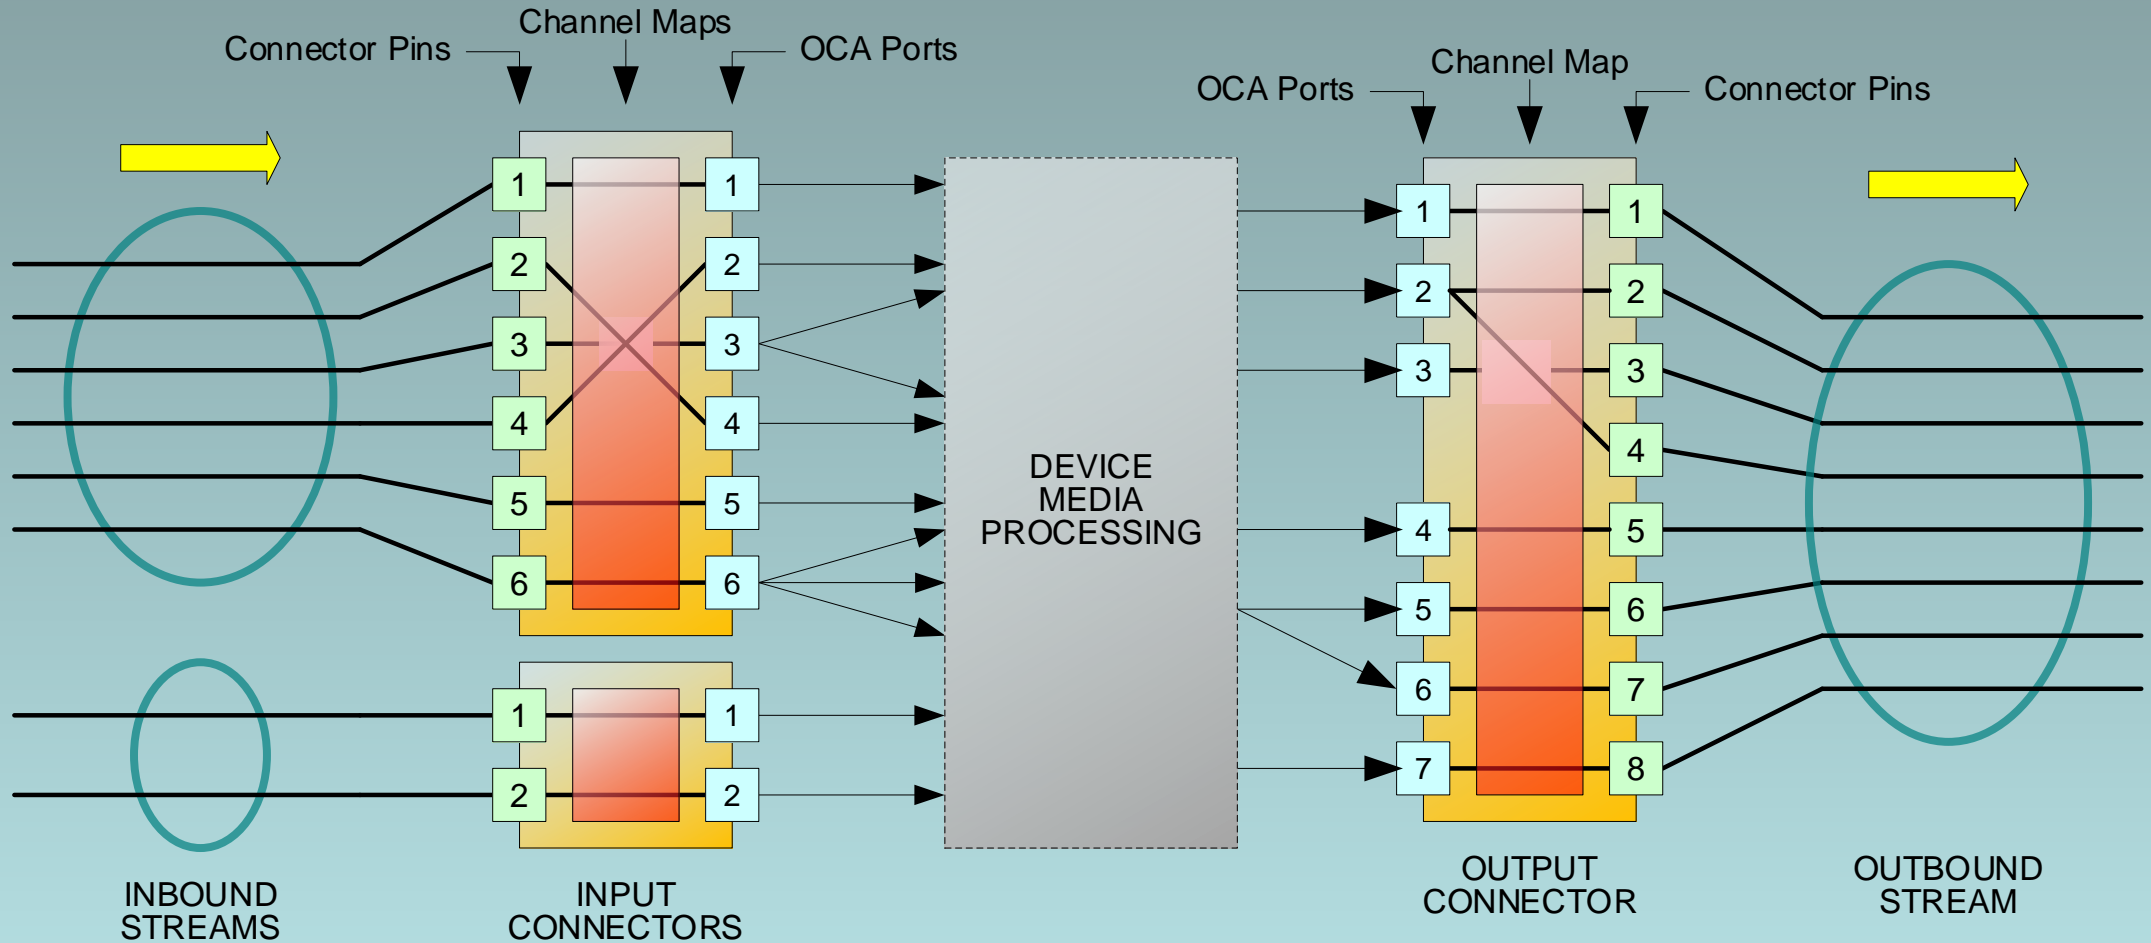 Channel Maps
Connector Pins
OCA Ports
Channel Map
OCA Ports
Connector Pins
1
2
3
4
5
6
1
2
3
4
5
6
1
2
1
2
DEVICE
MEDIA
PROCESSING
1
2
3
4
5
6
7
1
2
3
4
5
6
7
8
INBOUND
STREAMS
INPUT
CONNECTORS
OUTPUT
CONNECTOR
OUTBOUND
STREAM